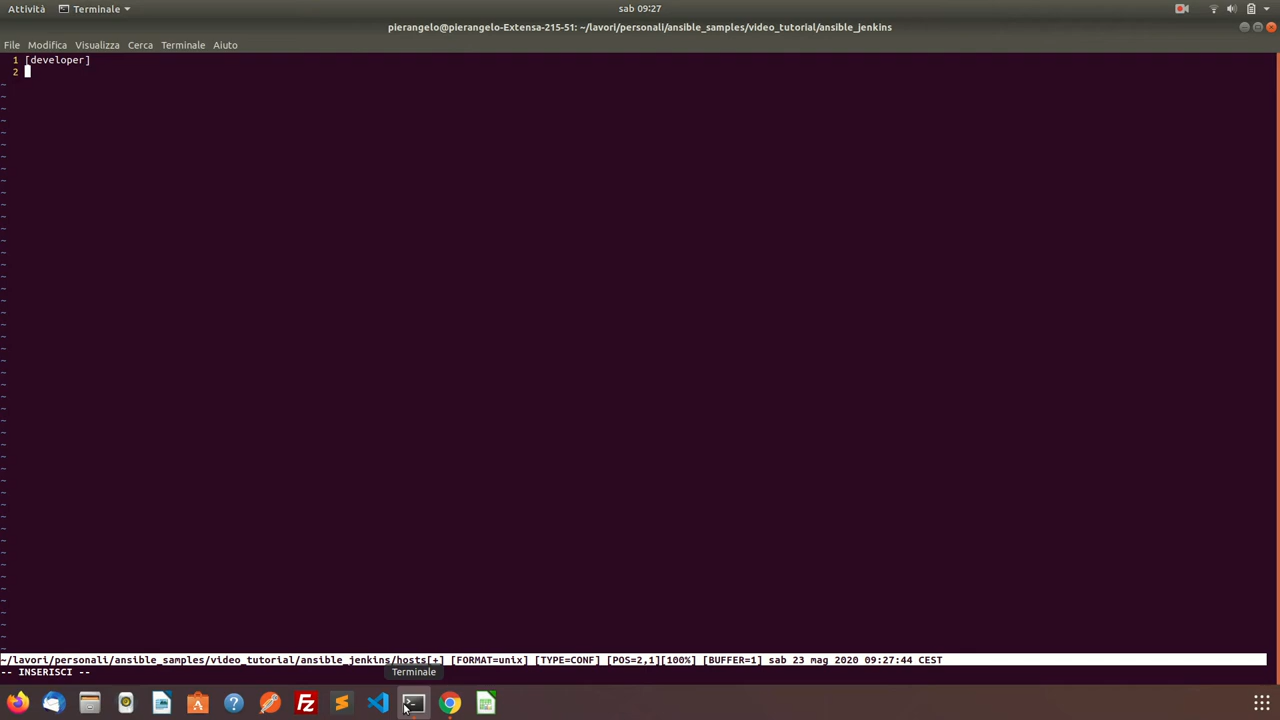 Attività
Terminale
sab 09:27
pierangelo@pierangelo-Extensa-215-51: ~/lavori/personali/ansible_samples/video_tutorial/ansible_jenkins
File Modifica Visualizza Cerca Terminale Aiuto
1 [developer]
2
~/lavori/personali/ansible_samples/video_tutorial/ansible_jenkins/hosts[+] [FORMAT=unix] [TYPE=CONF] [POS=2,1][100%] [BUFFER=1] sab 23 mag 2020 09:27:44 CEST
-- INSERISCI --
Terminale